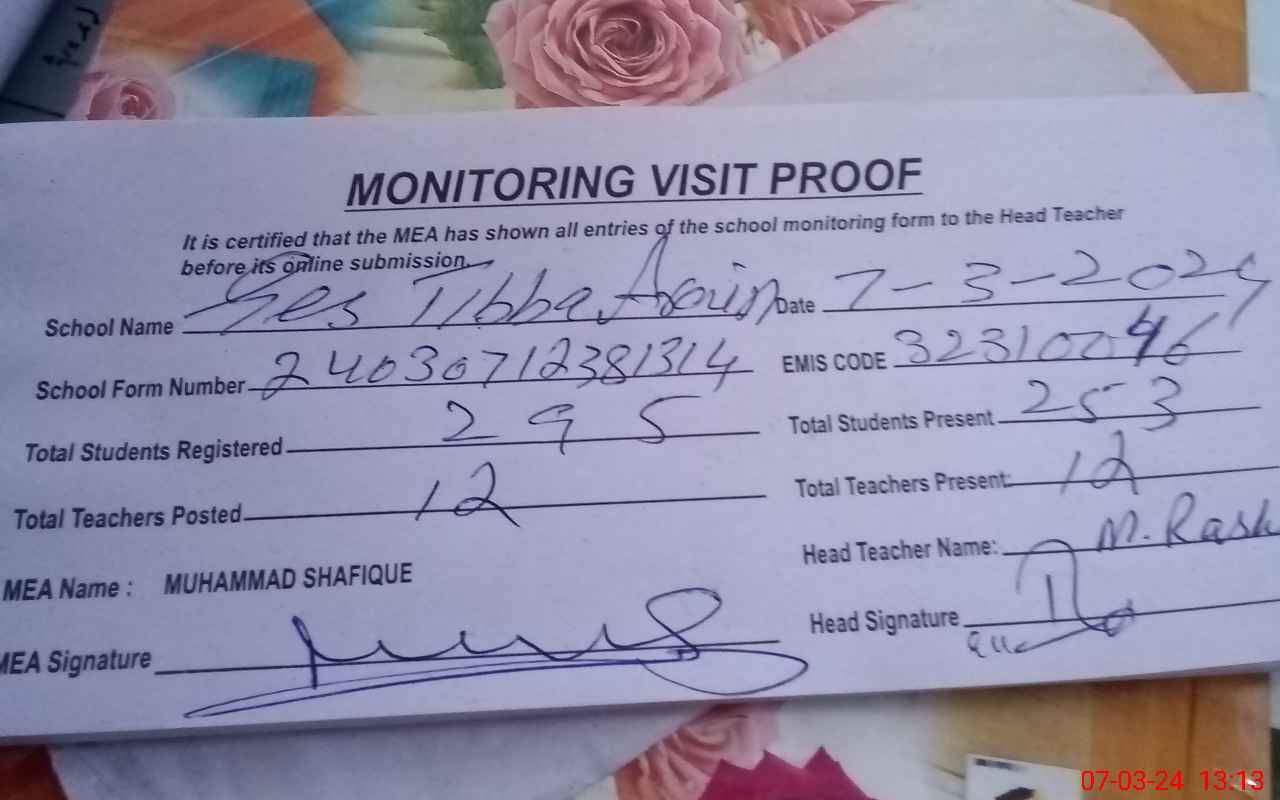 MONITORING VISIT PROOF
It is certified that the MEA has shown all entries of the school monitoring form to the Head Teacher
before its online submission.
School Name Ges Tibba Arain Date 7-3-2024
School Form Number 24030712381314 EMIS CODE 32310046
Total Students Registered 295 Total Students Present 253
Total Teachers Posted 12 Total Teachers Present: 12
MEA Name : MUHAMMAD SHAFIQUE Head Teacher Name: M. Rash
MEA Signature Head Signature
07-03-24 13:13